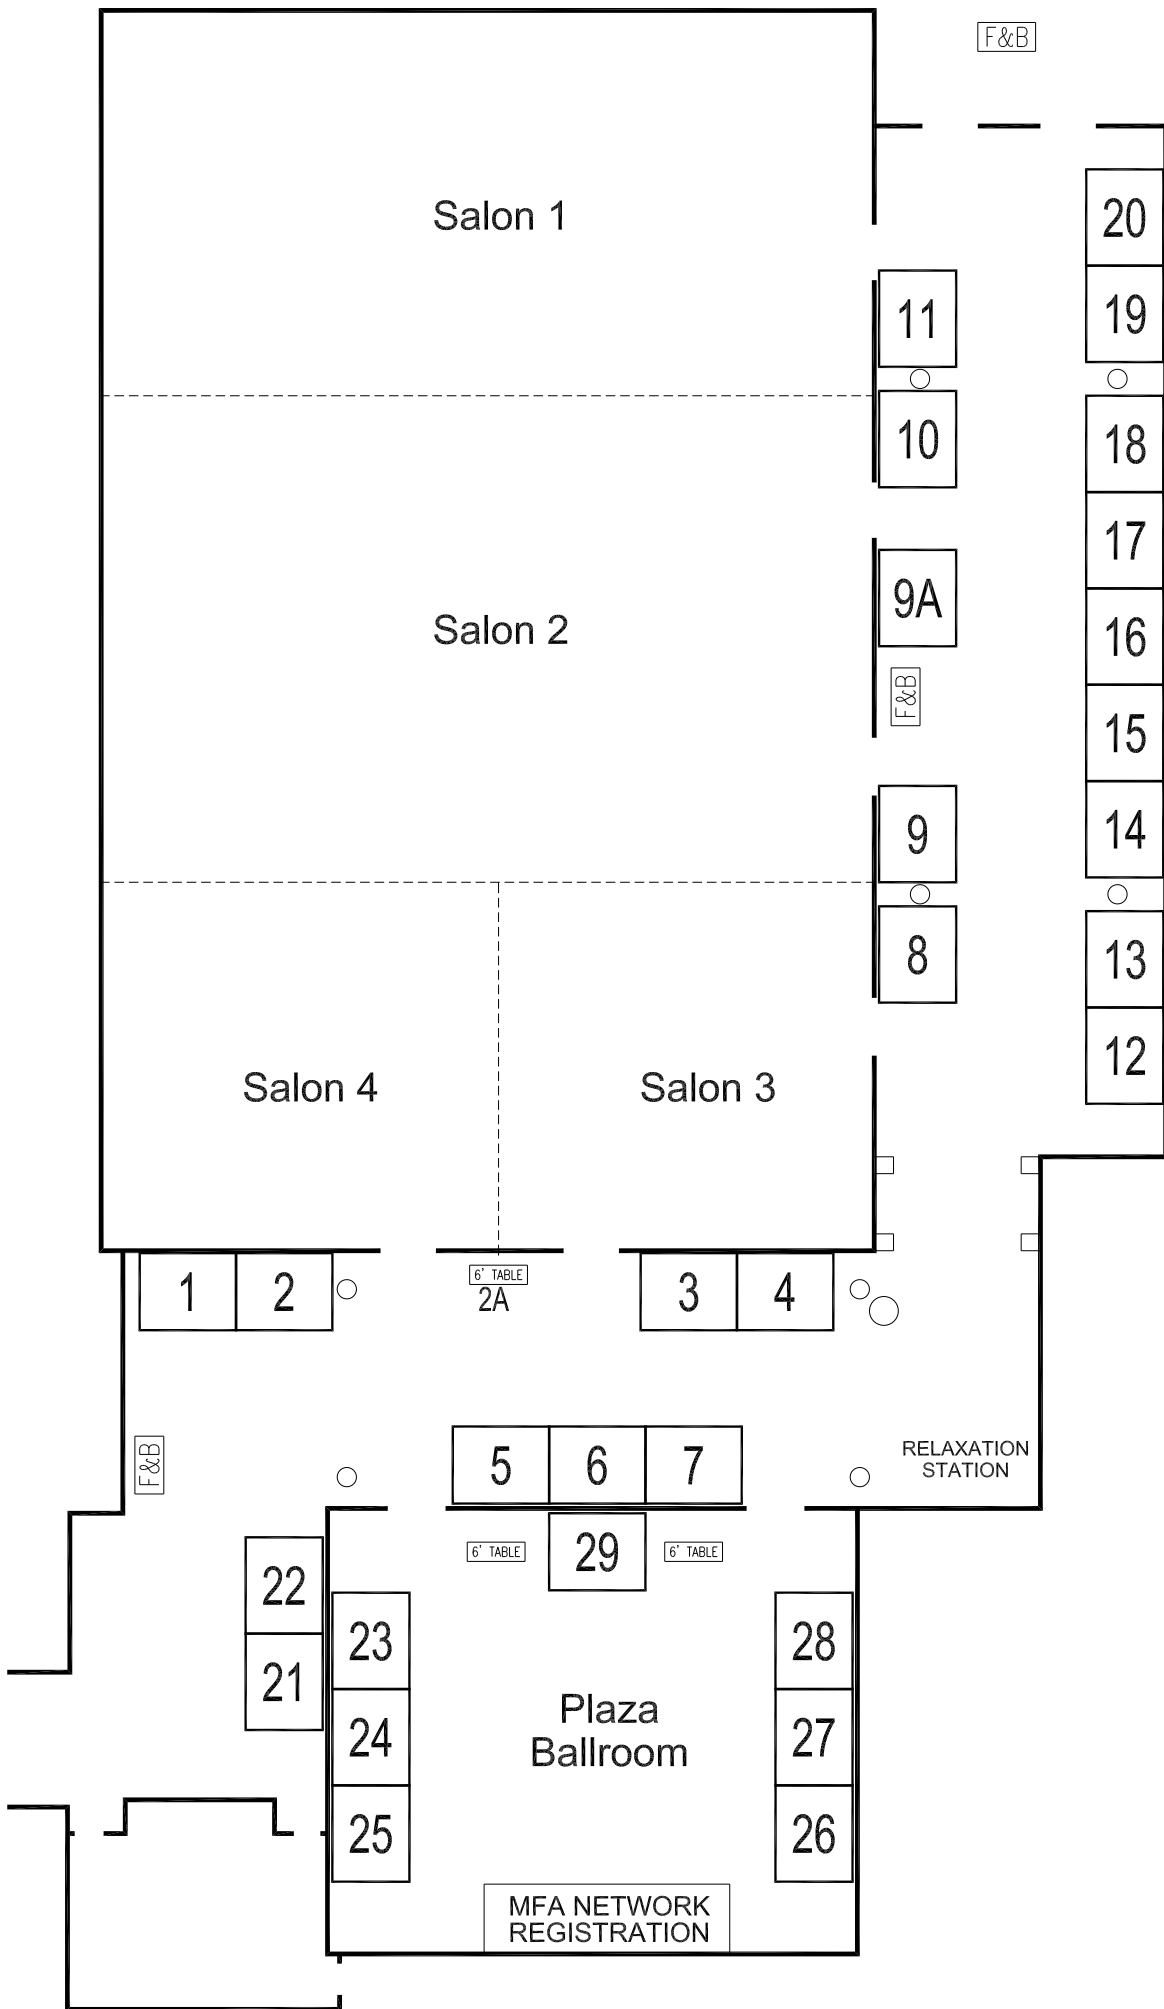 F&B
20
Salon 1
19
11
10
18
17
9A
16
Salon 2
F&B
15
14
9
8
13
12
Salon 4
Salon 3
1
2
6' TABLE
2A
3
4
F&B
5
6
7
RELAXATION
STATION
22
21
6' TABLE
29
6' TABLE
23
24
25
28
27
26
Plaza
Ballroom
MFA NETWORK
REGISTRATION